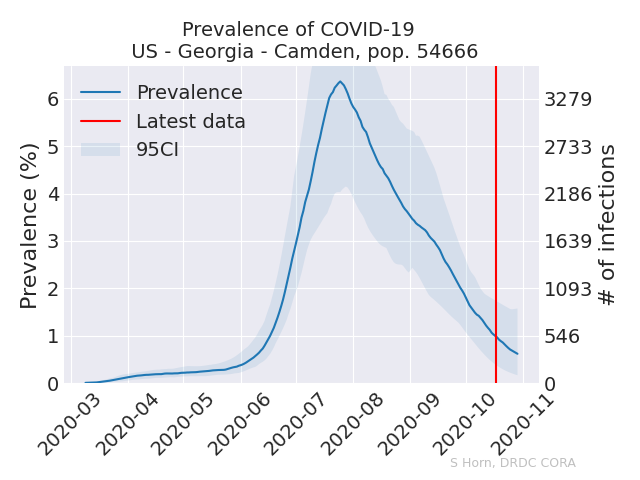 Prevalence of COVID-19
US - Georgia - Camden, pop. 54666
Prevalence
Latest data
95CI
Prevalence (%)
6
5
4
3
2
1
0
3279
2733
2186
1639
1093
546
0
# of infections
2020-03
2020-04
2020-05
2020-06
2020-07
2020-08
2020-09
2020-10
2020-11
S Horn, DRDC CORA